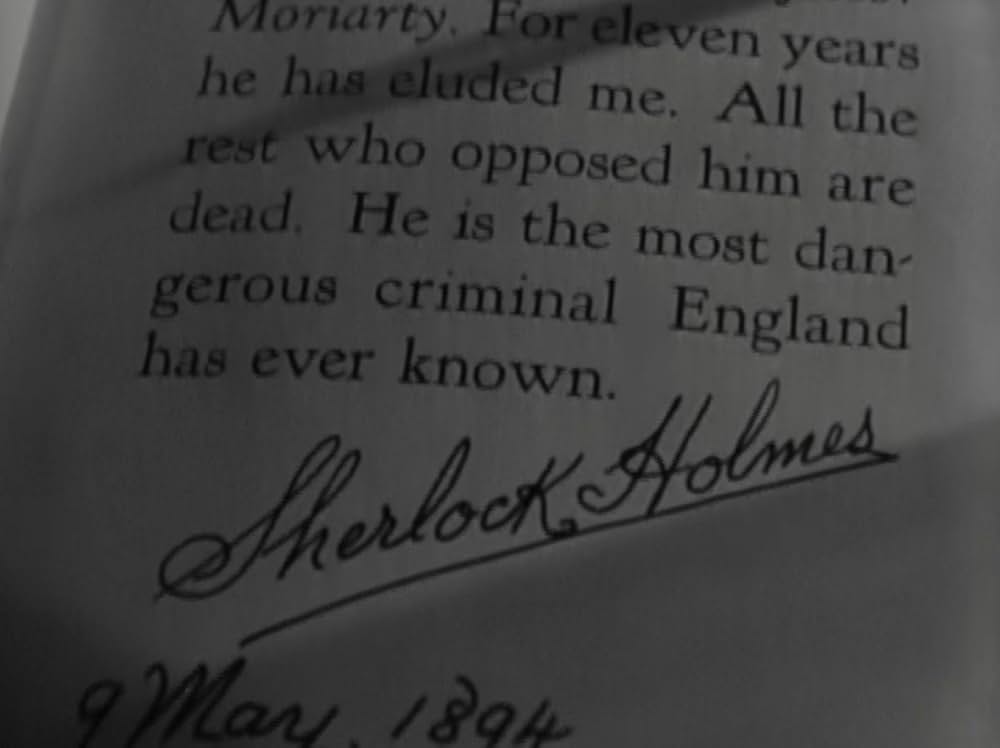 Moriarty. For eleven years
he has eluded me. All the
rest who opposed him are
dead. He is the most dan-
gerous criminal England
has ever known.
Sherlock Holmes
9 May, 1894